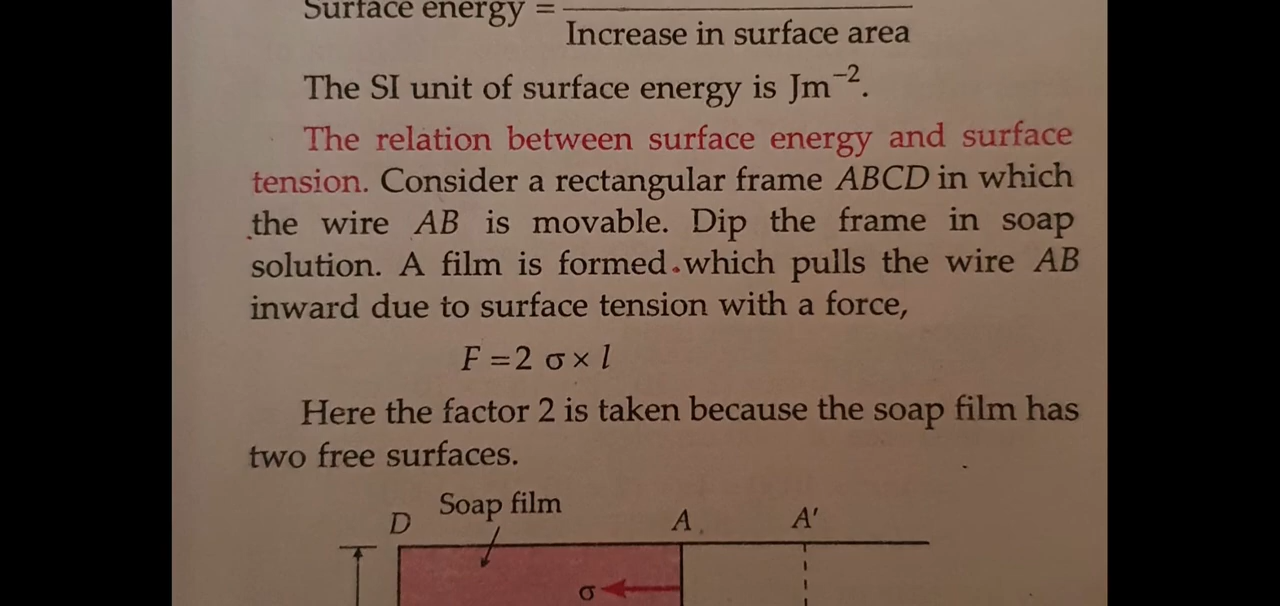 Surface energy =
Increase in surface area
The SI unit of surface energy is Jm⁻².
The relation between surface energy and surface
tension. Consider a rectangular frame ABCD in which
the wire AB is movable. Dip the frame in soap
solution. A film is formed which pulls the wire AB
inward due to surface tension with a force,
F = 2 σ × l
Here the factor 2 is taken because the soap film has
two free surfaces.
D Soap film A A′
σ